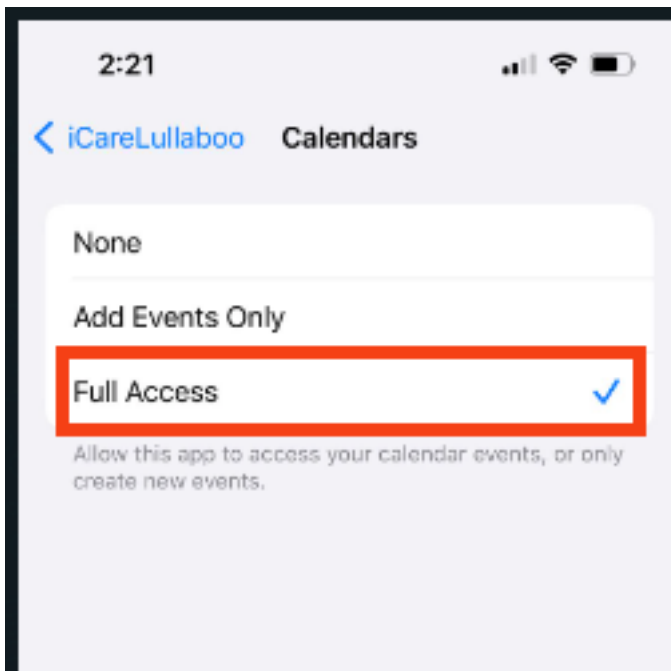 2:21
iCareLullaboo Calendars
None
Add Events Only
Full Access
Allow this app to access your calendar events, or only
create new events.